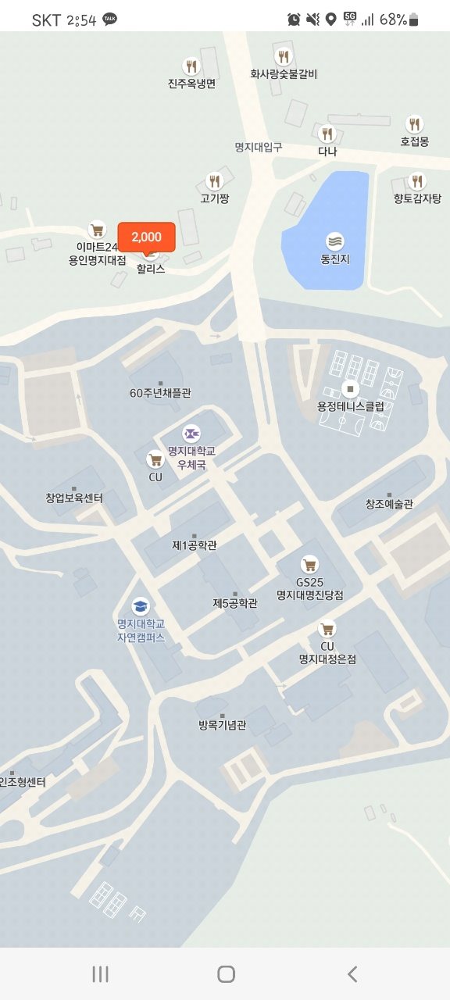 SKT 2:54 TALK 5G 68%
진주옥냉면
화사랑숯불갈비
명지대입구
다나
호접몽
고기짱
향토감자탕
2,000
이마트24
용인명지대점
할리스
동진지
60주년채플관
용정테니스클럽
명지대학교
우체국
CU
창업보육센터
창조예술관
제1공학관
GS25
명지대명진당점
제5공학관
명지대학교
자연캠퍼스
CU
명지대정은점
방목기념관
인조형센터